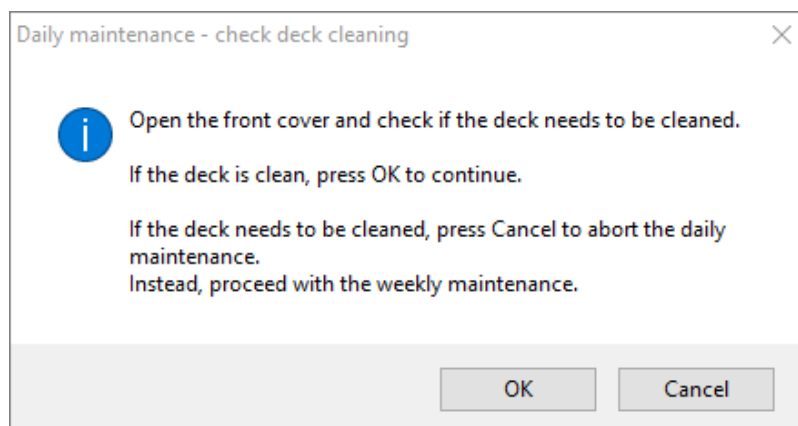 Daily maintenance - check deck cleaning
Open the front cover and check if the deck needs to be cleaned.
If the deck is clean, press OK to continue.
If the deck needs to be cleaned, press Cancel to abort the daily
maintenance.
Instead, proceed with the weekly maintenance.
OK
Cancel